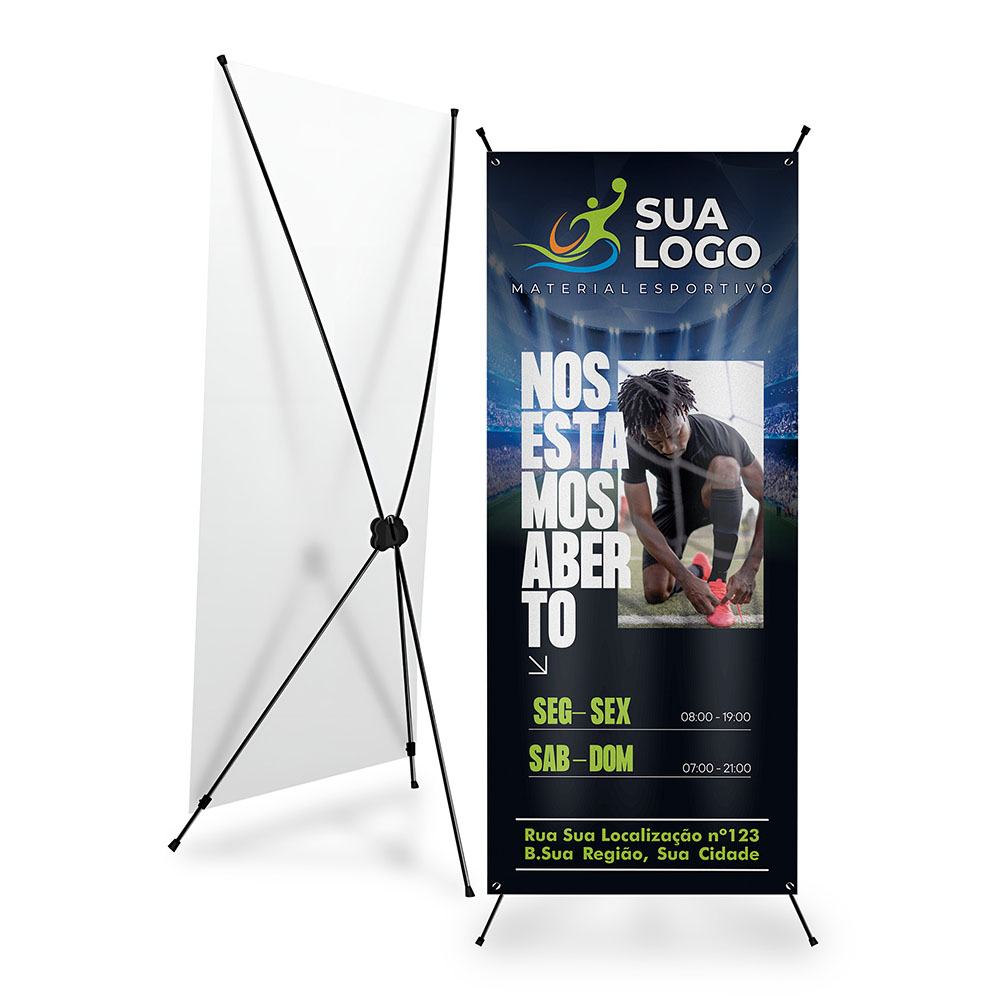 SUA
LOGO
MATERIAL ESPORTIVO
NOS
ESTA
MOS
ABER
TO
SEG– SEX 08:00 - 19:00
SAB – DOM 07:00 - 21:00
Rua Sua Localização nº123
B.Sua Região, Sua Cidade